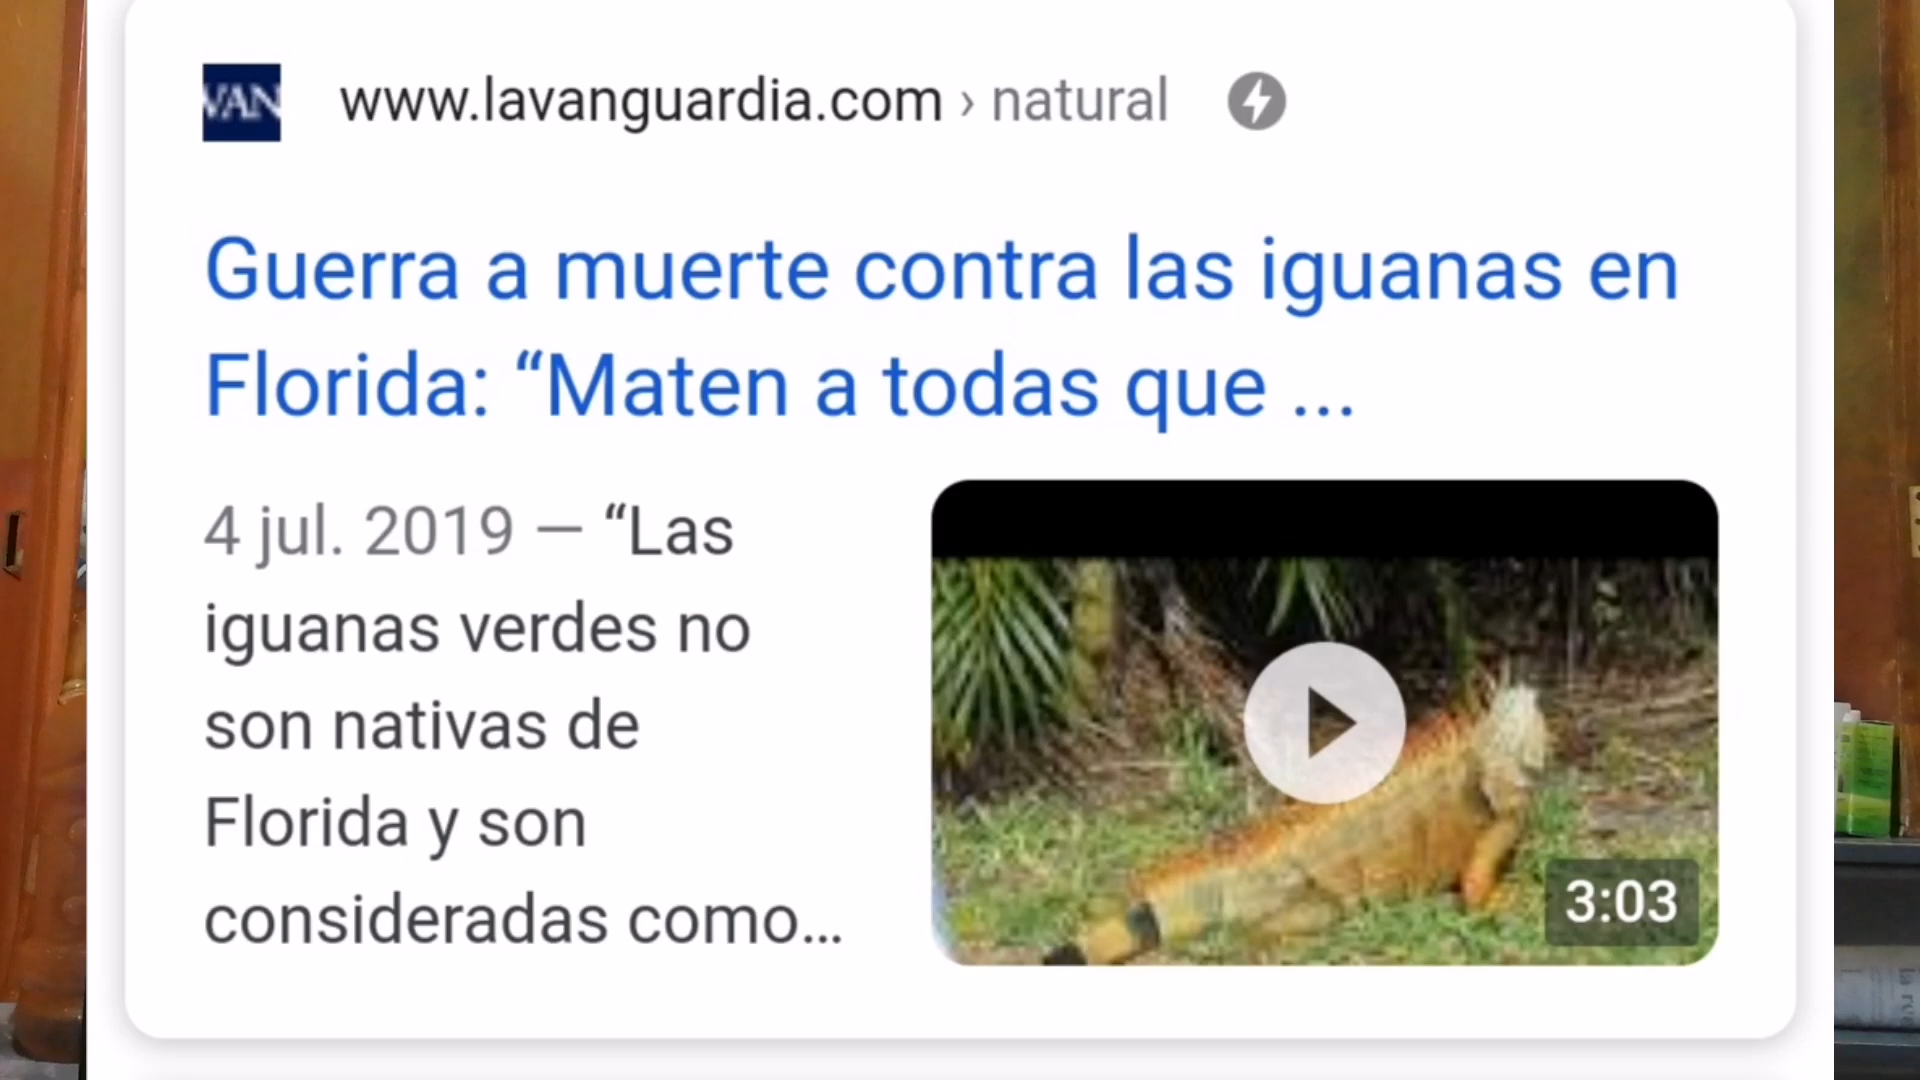 VAN
www.lavanguardia.com › natural
Guerra a muerte contra las iguanas en
Florida: “Maten a todas que ...
4 jul. 2019 — “Las
iguanas verdes no
son nativas de
Florida y son
consideradas como...
3:03